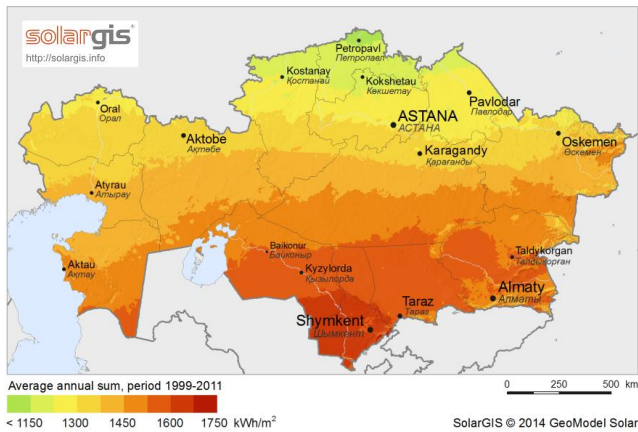 solargis
http://solargis.info
Petropavl
Петропавл
Kostanay
Қостанай
Kokshetau
Көкшетау
Oral
Орал
Aktobe
Ақтөбе
ASTANA
АСТАНА
Pavlodar
Павлодар
Karagandy
Қарағанды
Oskemen
Өскемен
Atyrau
Атырау
Aktau
Ақтау
Baikonur
Байконыр
Kyzylorda
Қызылорда
Taldykorgan
Талдықорған
Almaty
Алматы
Taraz
Тараз
Shymkent
Шымкент
Average annual sum, period 1999-2011
< 1150 1300 1450 1600 1750 kWh/m²
0 250 500 km
SolarGIS © 2014 GeoModel Solar